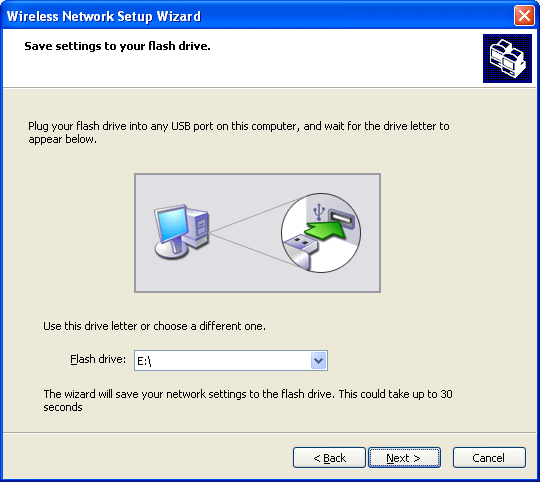 Wireless Network Setup Wizard
Save settings to your flash drive.
Plug your flash drive into any USB port on this computer, and wait for the drive letter to
appear below.
Use this drive letter or choose a different one.
Flash drive: E:\
The wizard will save your network settings to the flash drive. This could take up to 30
seconds
< Back Next > Cancel